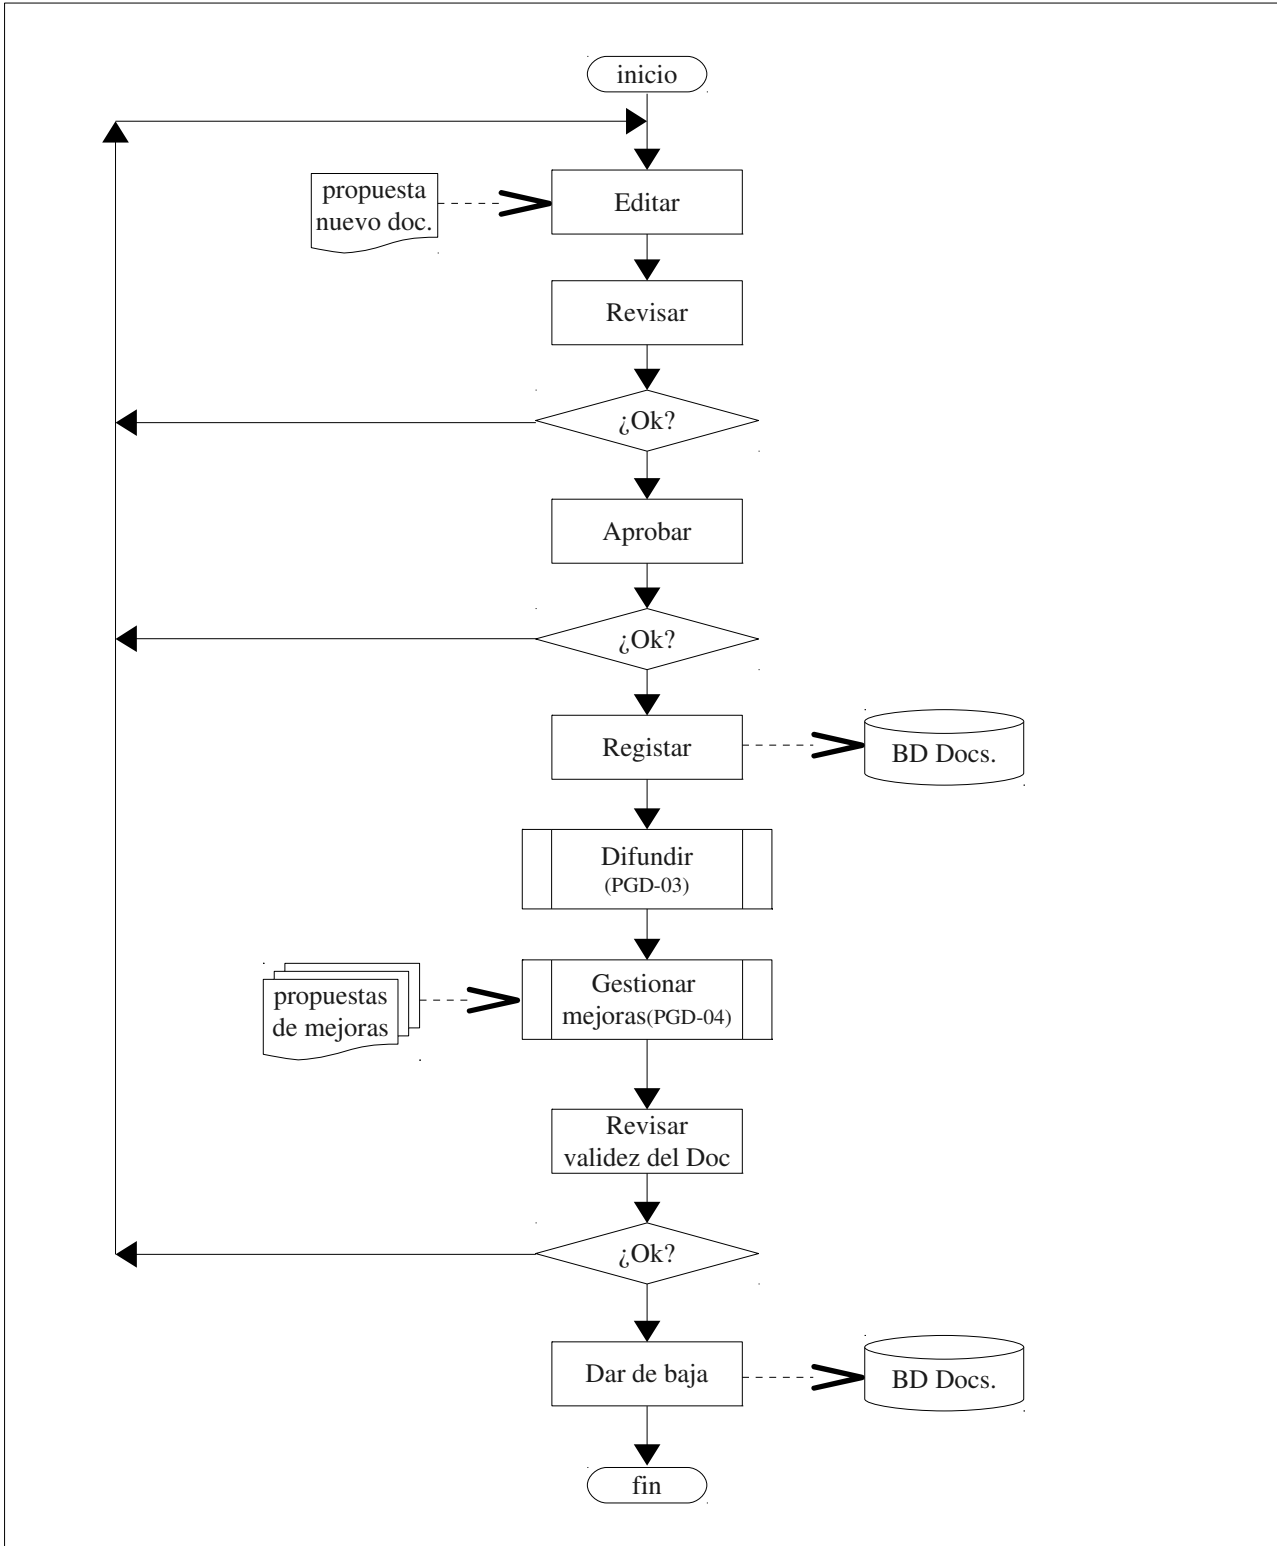 inicio
propuesta
nuevo doc.
Editar
Revisar
¿Ok?
Aprobar
¿Ok?
Registar
BD Docs.
Difundir
(PGD-03)
propuestas
de mejoras
Gestionar
mejoras(PGD-04)
Revisar
validez del Doc
¿Ok?
Dar de baja
BD Docs.
fin